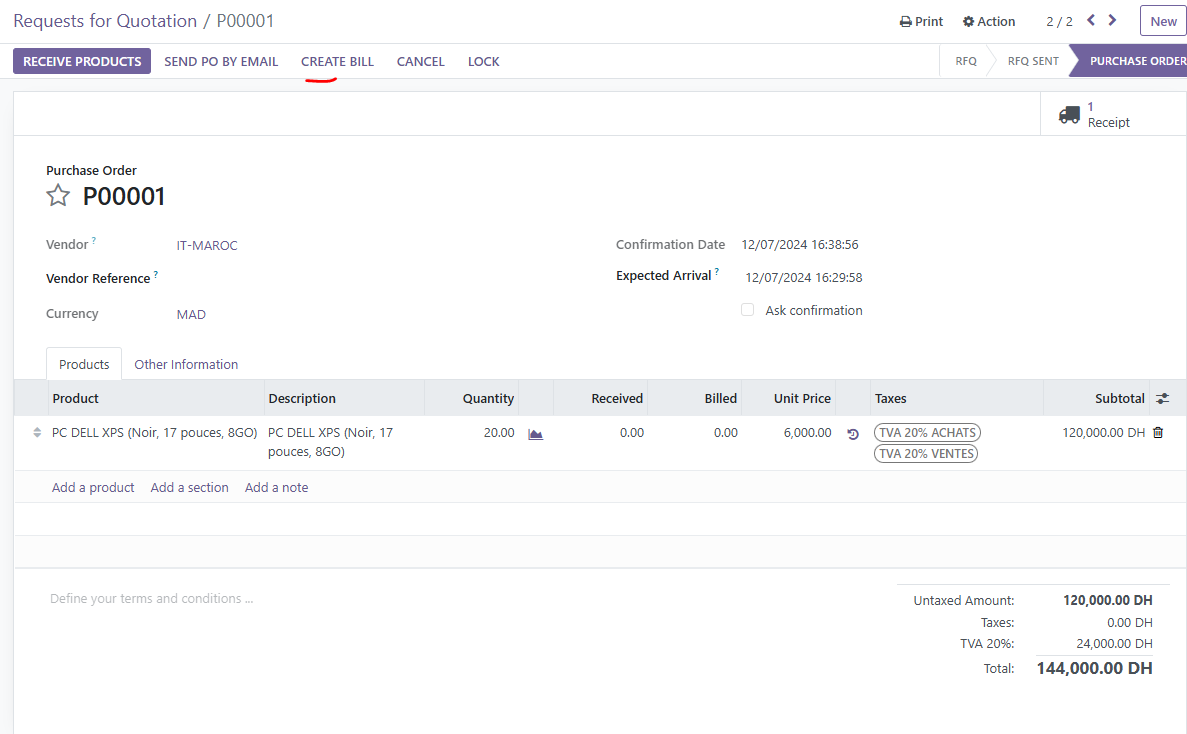 Requests for Quotation / P00001
Print Action 2 / 2 New
RECEIVE PRODUCTS SEND PO BY EMAIL CREATE BILL CANCEL LOCK
RFQ RFQ SENT PURCHASE ORDER
1
Receipt
Purchase Order
P00001
Vendor ? IT-MAROC
Confirmation Date 12/07/2024 16:38:56
Vendor Reference ?
Expected Arrival ? 12/07/2024 16:29:58
Currency MAD
Ask confirmation
Products Other Information
Product Description Quantity Received Billed Unit Price Taxes Subtotal
PC DELL XPS (Noir, 17 pouces, 8GO) PC DELL XPS (Noir, 17 20.00 0.00 0.00 6,000.00 TVA 20% ACHATS 120,000.00 DH
pouces, 8GO) TVA 20% VENTES
Add a product Add a section Add a note
Define your terms and conditions ...
Untaxed Amount: 120,000.00 DH
Taxes: 0.00 DH
TVA 20%: 24,000.00 DH
Total: 144,000.00 DH